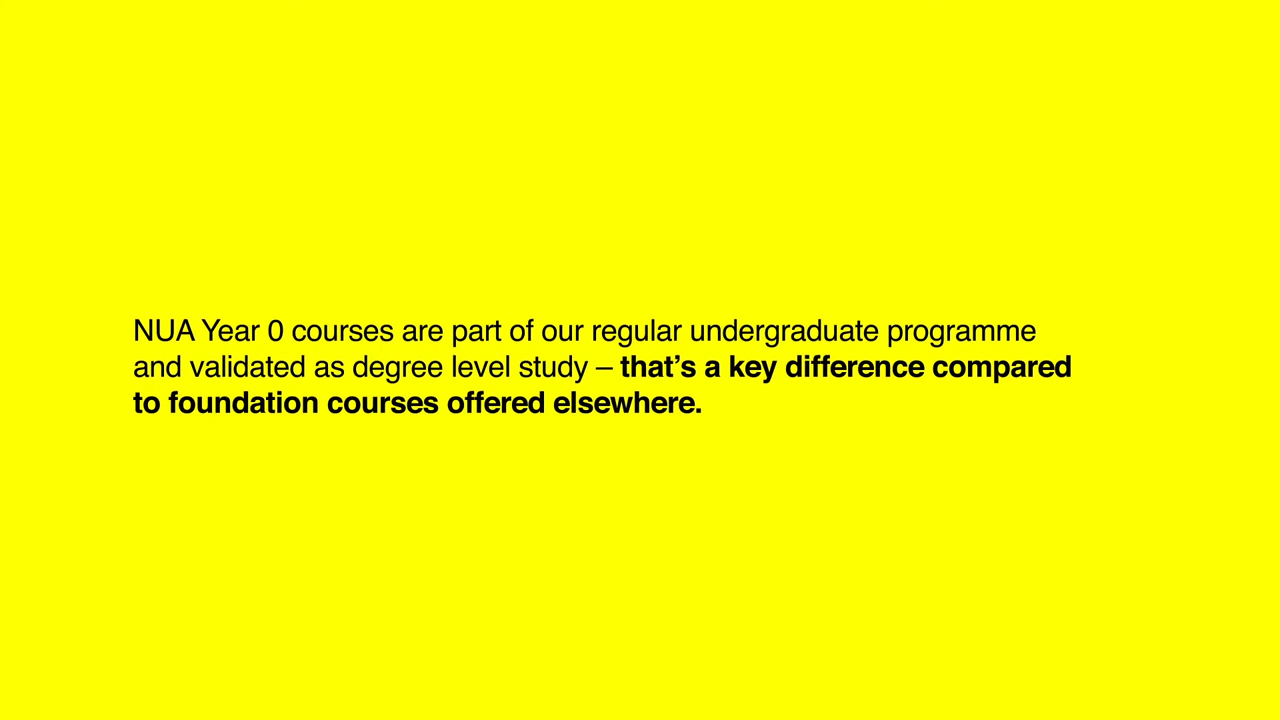 NUA Year 0 courses are part of our regular undergraduate programme
and validated as degree level study – that’s a key difference compared
to foundation courses offered elsewhere.